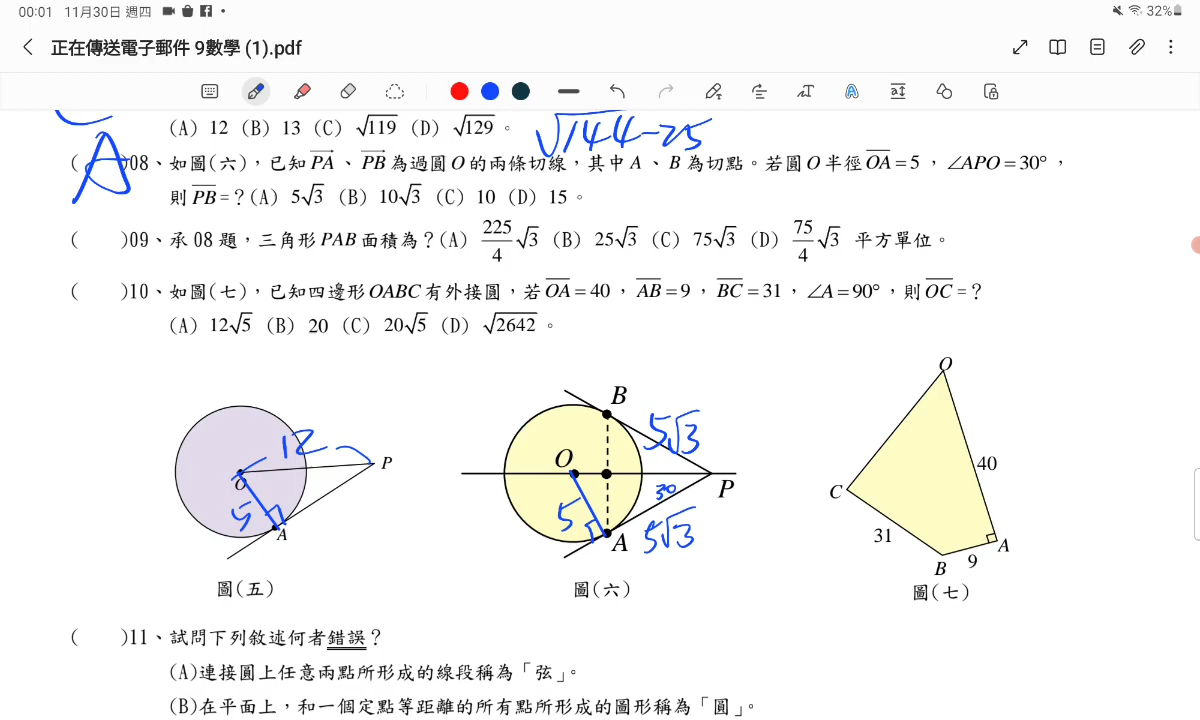 00:01 11月30日 週四 32%
正在傳送電子郵件 9數學 (1).pdf
(A) 12 (B) 13 (C) √119 (D) √129 。 √144-25
( A )08、如圖(六)，已知 PA 、 PB 為過圓 O 的兩條切線，其中 A 、 B 為切點。若圓 O 半徑 OA = 5 ，∠APO = 30° ，
則 PB = ? (A) 5√3 (B) 10√3 (C) 10 (D) 15 。
( )09、承 08 題，三角形 PAB 面積為？(A) 225/4 √3 (B) 25√3 (C) 75√3 (D) 75/4 √3 平方單位。
( )10、如圖(七)，已知四邊形 OABC 有外接圓，若 OA = 40 ， AB = 9 ， BC = 31 ，∠A = 90° ，則 OC = ?
(A) 12√5 (B) 20 (C) 20√5 (D) √2642 。
12
P
O
5
A
圖(五)
B
5√3
O
30
P
5
A
5√3
圖(六)
O
40
C
31
A
B
9
圖(七)
( )11、試問下列敘述何者錯誤？
(A)連接圓上任意兩點所形成的線段稱為「弦」。
(B)在平面上，和一個定點等距離的所有點所形成的圖形稱為「圓」。